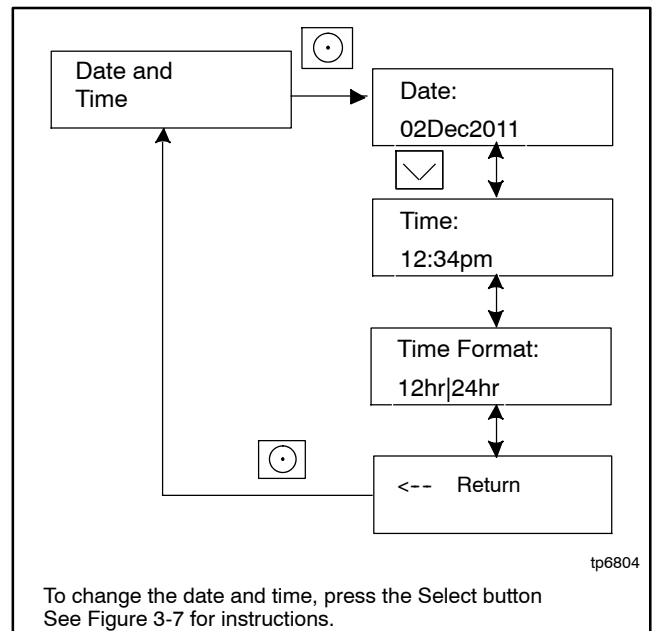 Date and
Time
Date:
02Dec2011
Time:
12:34pm
Time Format:
12hr|24hr
<-- Return
tp6804
To change the date and time, press the Select button
See Figure 3-7 for instructions.